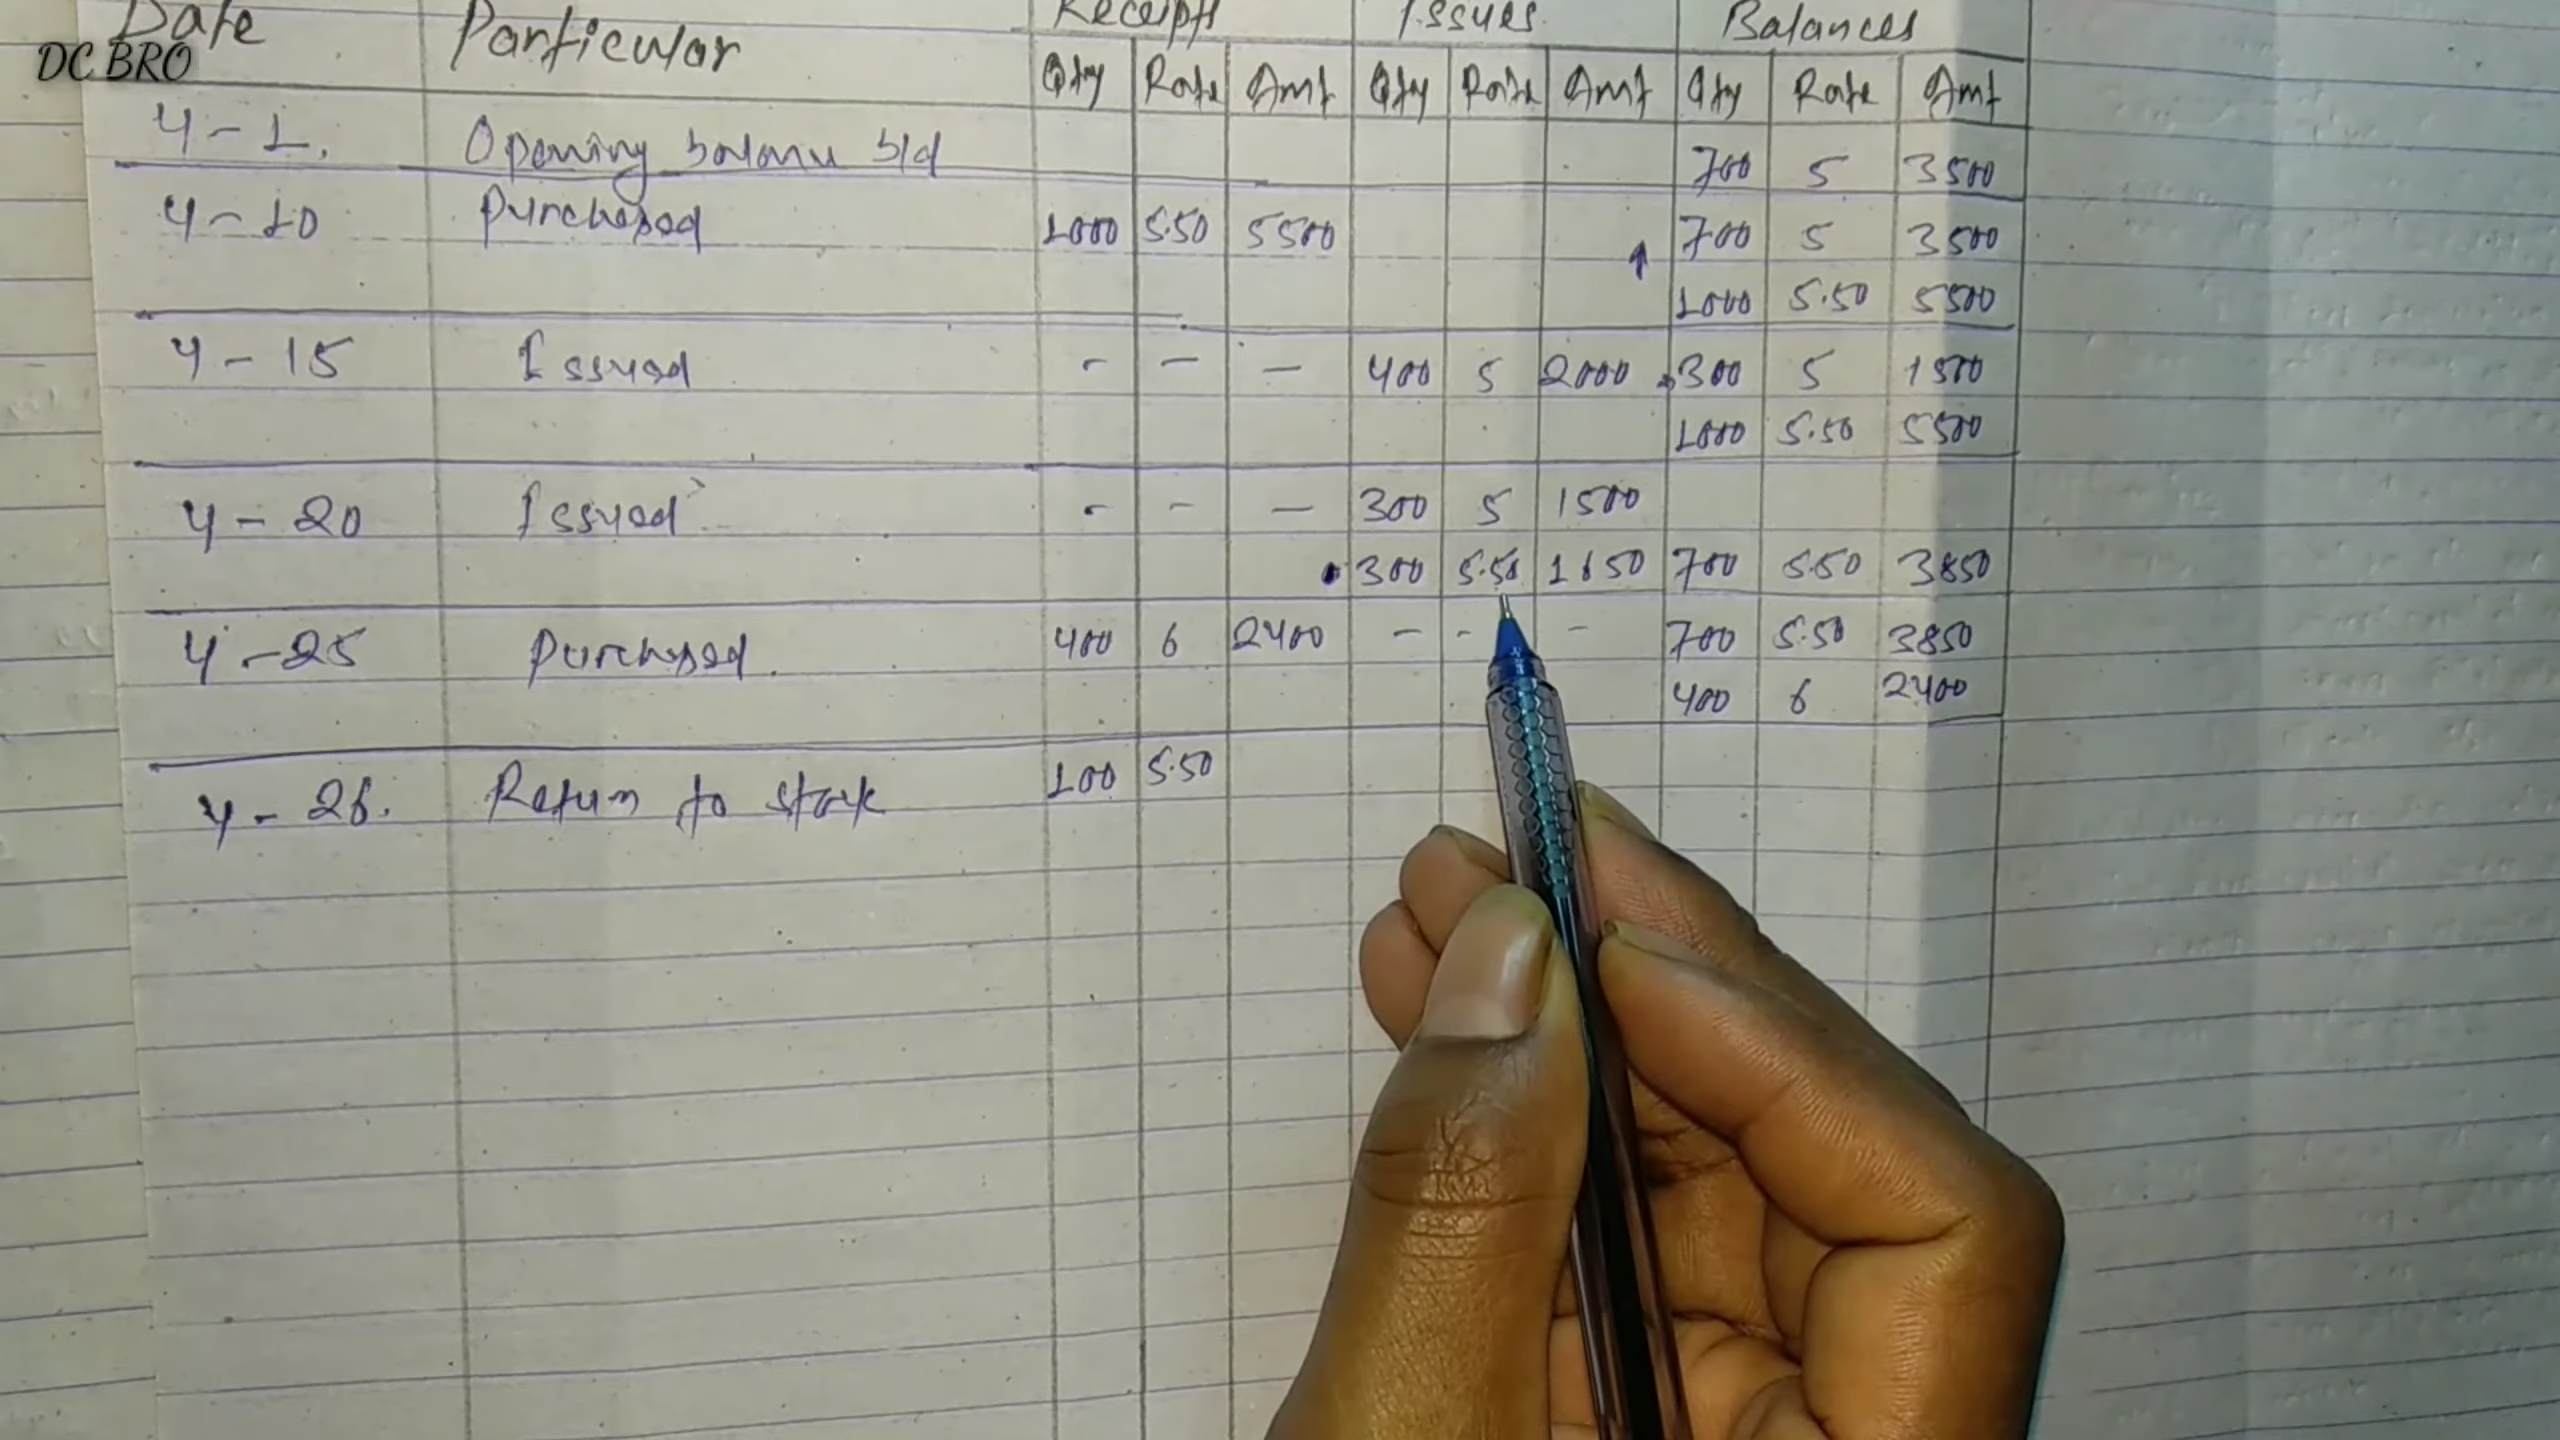 Date Particular Receipts Issues Balances
DC BRO
Qty Rate Amt Qty Rate Amt Qty Rate Amt
4-1. Opening balance b/d 700 5 3500
4-10 Purchased 1000 5.50 5500 700 5 3500
1000 5.50 5500
4-15 Issued - - - 400 5 2000 300 5 1500
1000 5.50 5500
4-20 Issued - - - 300 5 1500
300 5.50 1650 700 5.50 3850
4-25 Purchased. 400 6 2400 - - - 700 5.50 3850
400 6 2400
4-26. Return to stock 100 5.50